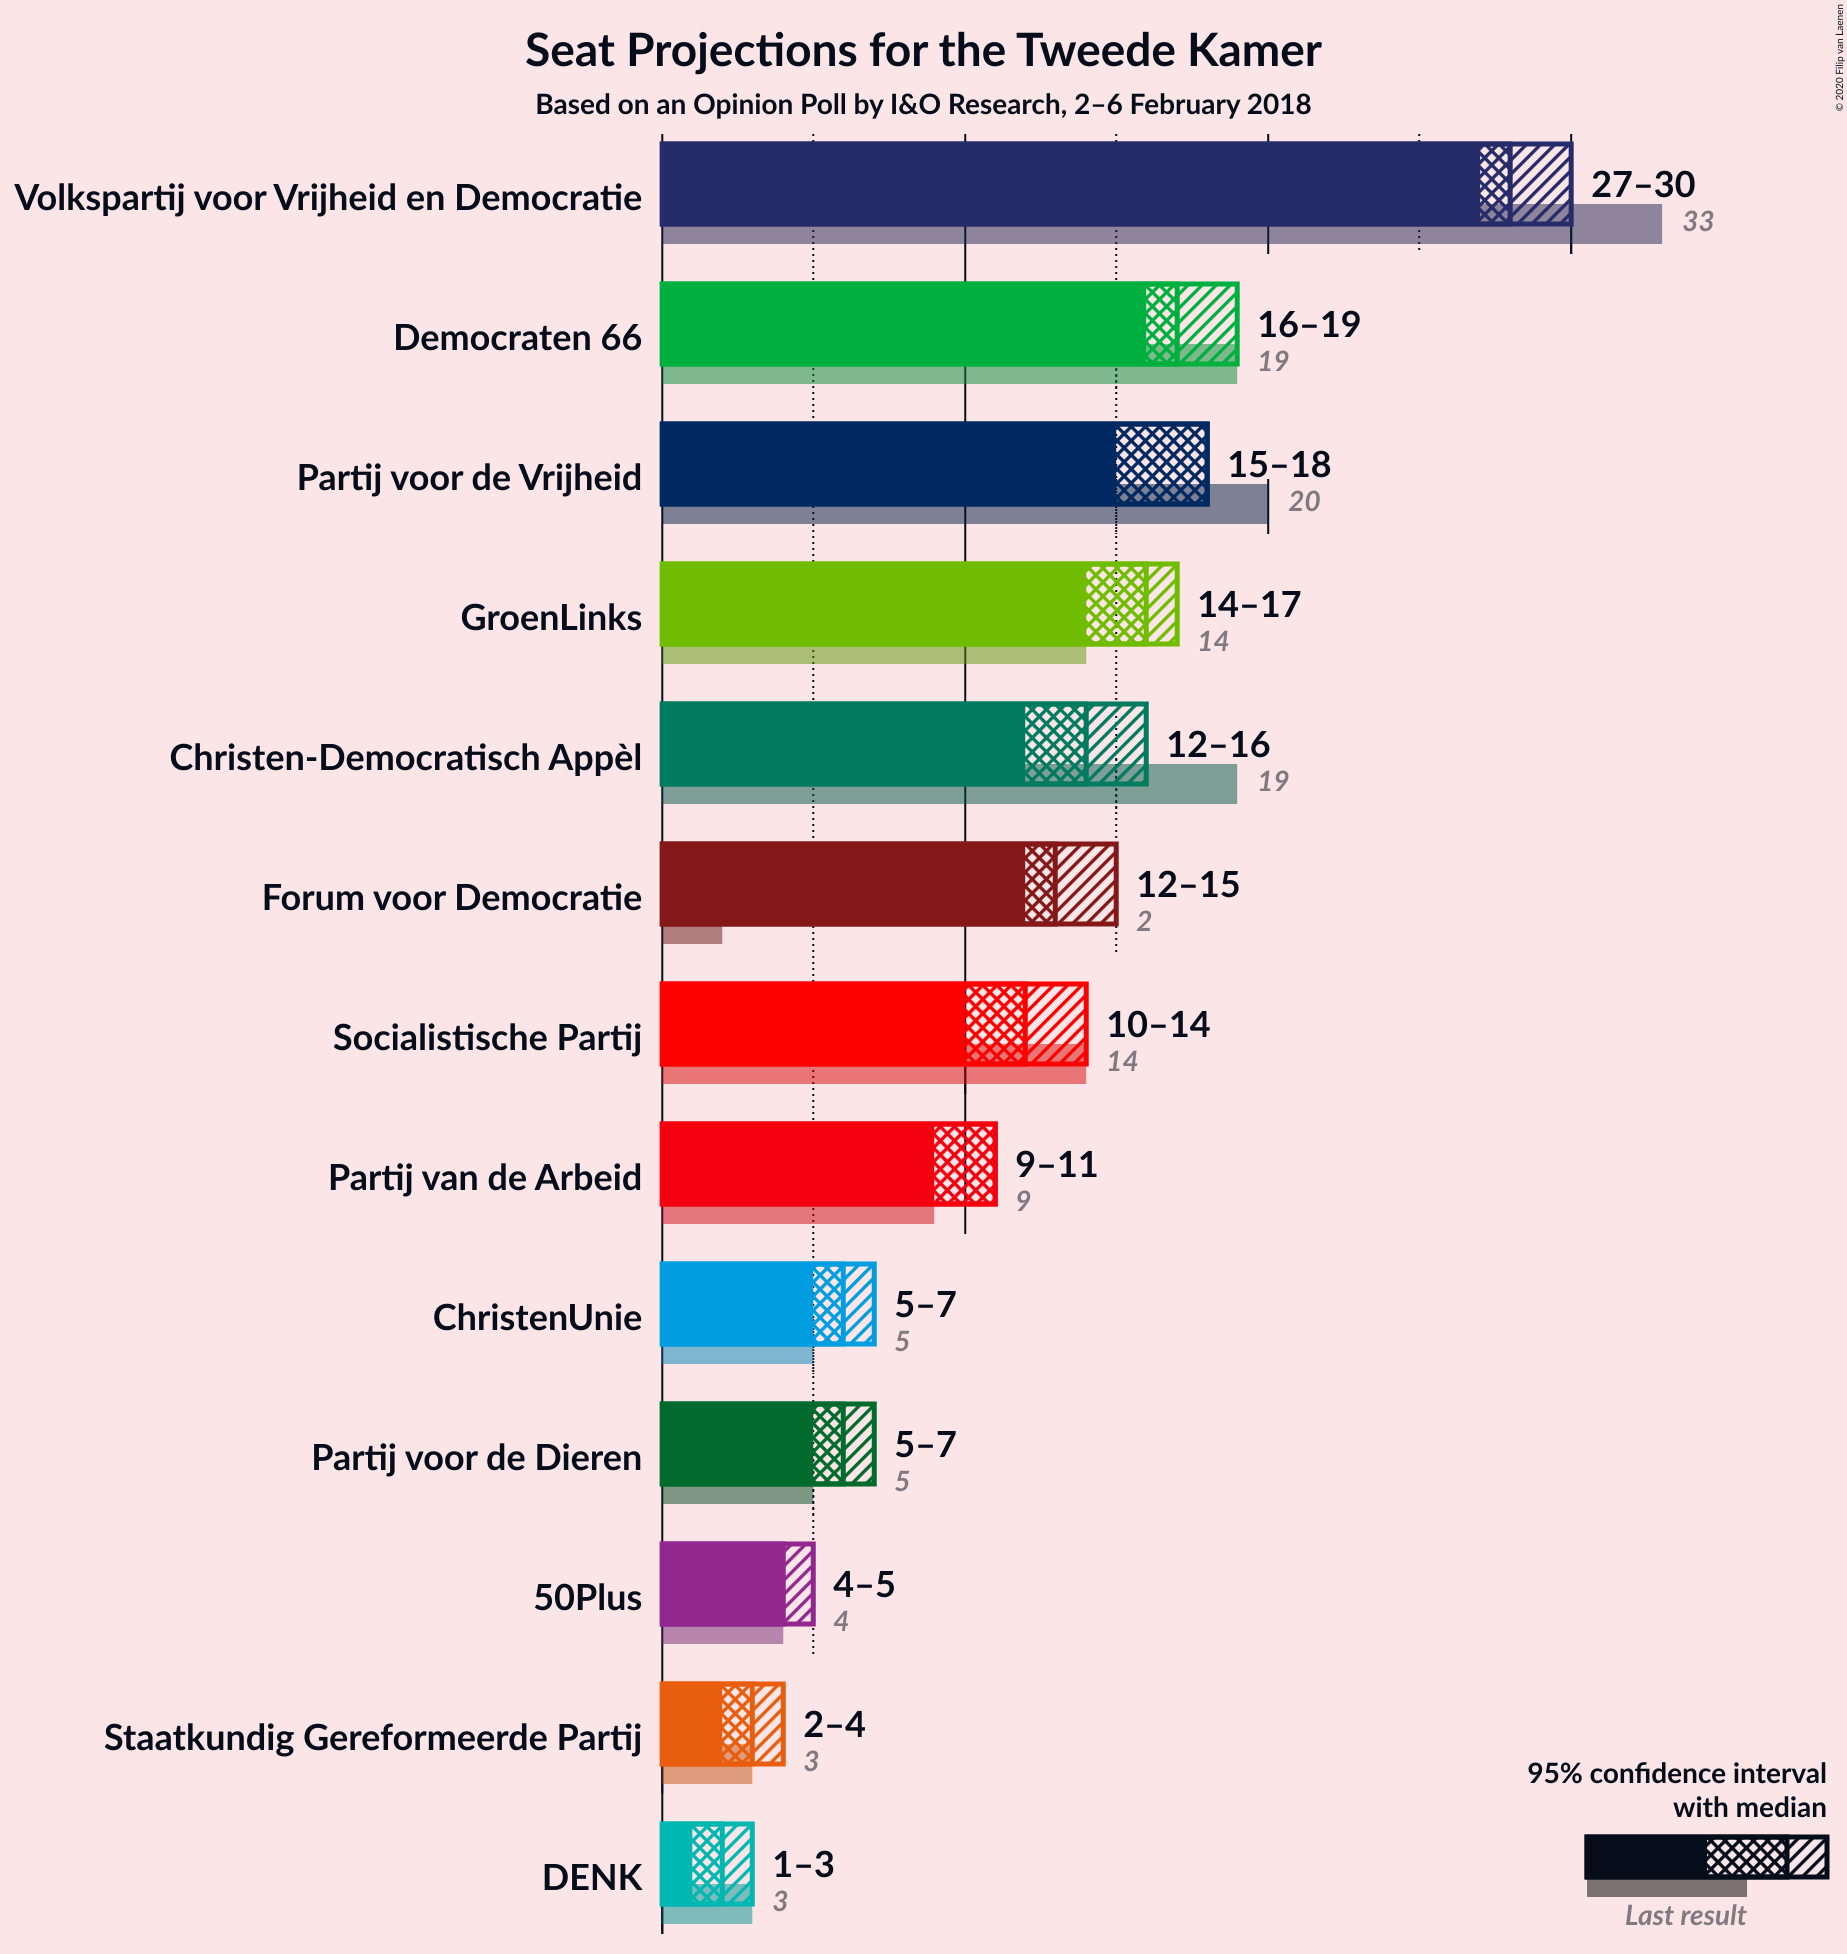 Seat Projections for the Tweede Kamer
Based on an Opinion Poll by I&O Research, 2–6 February 2018
© 2020 Filip van Laenen
Volkspartij voor Vrijheid en Democratie
27–30
33
Democraten 66
16–19
19
Partij voor de Vrijheid
15–18
20
GroenLinks
14–17
14
Christen-Democratisch Appèl
12–16
19
Forum voor Democratie
12–15
2
Socialistische Partij
10–14
14
Partij van de Arbeid
9–11
9
ChristenUnie
5–7
5
Partij voor de Dieren
5–7
5
50Plus
4–5
4
Staatkundig Gereformeerde Partij
2–4
3
DENK
1–3
3
95% confidence interval
with median
Last result